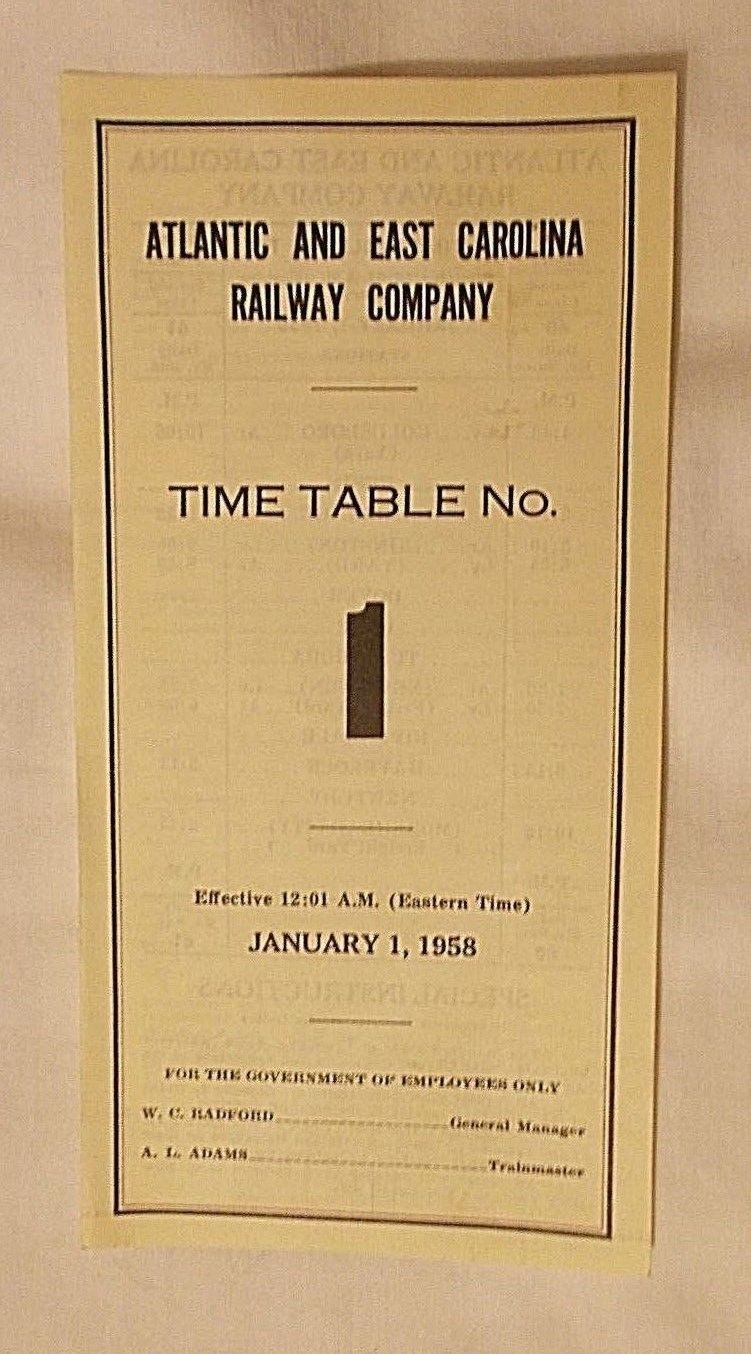 ATLANTIC AND EAST CAROLINA
RAILWAY COMPANY
TIME TABLE No.
1
Effective 12:01 A.M. (Eastern Time)
JANUARY 1, 1958
FOR THE GOVERNMENT OF EMPLOYEES ONLY
W. C. RADFORD General Manager
A. L. ADAMS Trainmaster